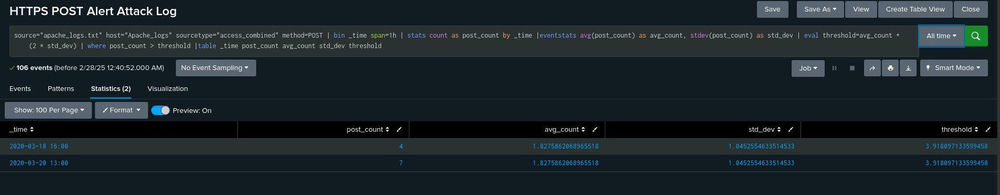 HTTPS POST Alert Attack Log
Save
Save As
View
Create Table View
Close
source="apache_logs.txt" host="Apache_logs" sourcetype="access_combined" method=POST | bin _time span=1h | stats count as post_count by _time |eventstats avg(post_count) as avg_count, stdev(post_count) as std_dev | eval threshold=avg_count +
(2 * std_dev) | where post_count > threshold |table _time post_count avg_count std_dev threshold
All time
106 events (before 2/28/25 12:40:52.000 AM)
No Event Sampling
Job
Smart Mode
Events
Patterns
Statistics (2)
Visualization
Show: 100 Per Page
Format
Preview: On
_time post_count avg_count std_dev threshold
2020-03-18 16:00 4 1.8275862068965518 1.0452554633514533 3.918097133599458
2020-03-20 13:00 7 1.8275862068965518 1.0452554633514533 3.918097133599458